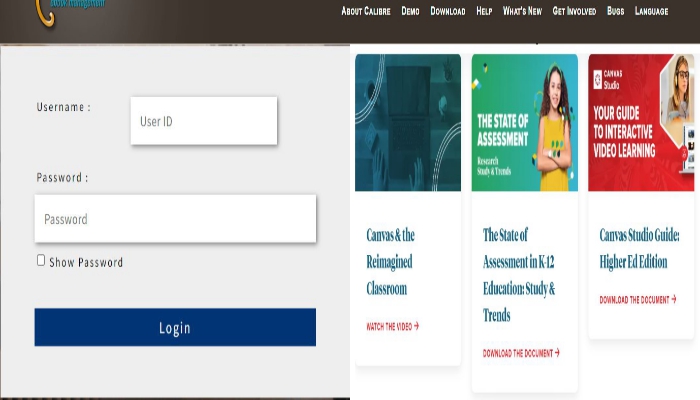 ebook management
About Calibre Demo Download Help What's New Get Involved Bugs Language
Username :
User ID
Password :
Password
Show Password
Login
THE STATE OF
ASSESSMENT
Research
Study & Trends
CANVAS
Studio
YOUR GUIDE
TO INTERACTIVE
VIDEO LEARNING
Canvas & the
Reimagined
Classroom
WATCH THE VIDEO →
The State of
Assessment in K-12
Education: Study &
Trends
DOWNLOAD THE DOCUMENT →
Canvas Studio Guide:
Higher Ed Edition
DOWNLOAD THE DOCUMENT →